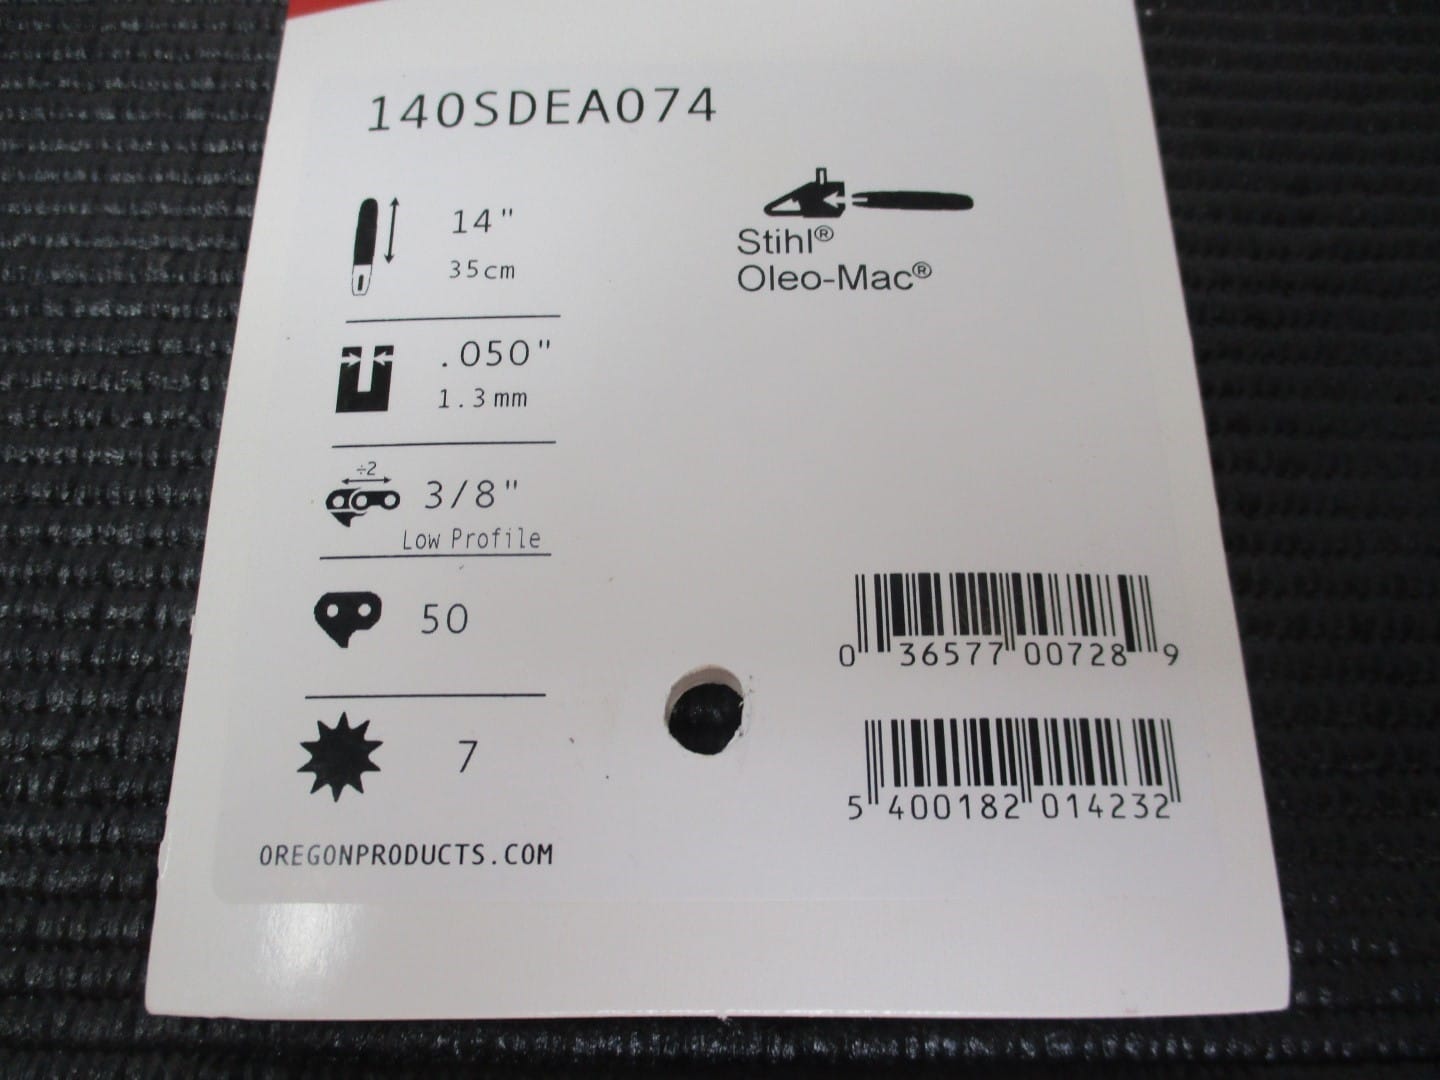 140SDEA074
14"
35cm
.050"
1.3mm
÷2
3/8"
Low Profile
50
7
OREGONPRODUCTS.COM
Stihl®
Oleo-Mac®
0 36577 00728 9
5 400182 014232